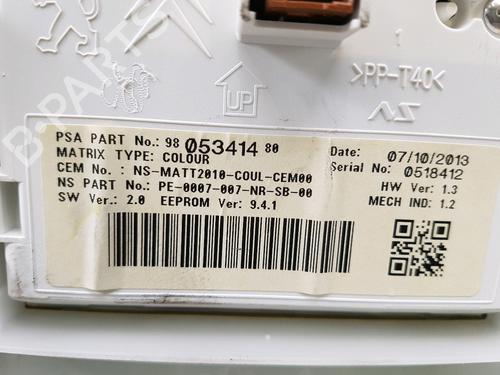 B-PARTS
1
>PP-T40<
UP
PSA PART No.: 98 053414 80
MATRIX TYPE: COLOUR
CEM No. : NS-MATT2010-COUL-CEM00
NS PART No.: PE-0007-007-NR-SB-00
SW Ver.: 2.0 EEPROM Ver: 9.4.1
Date: 07/10/2013
Serial No: 0518412
HW Ver: 1.3
MECH IND: 1.2